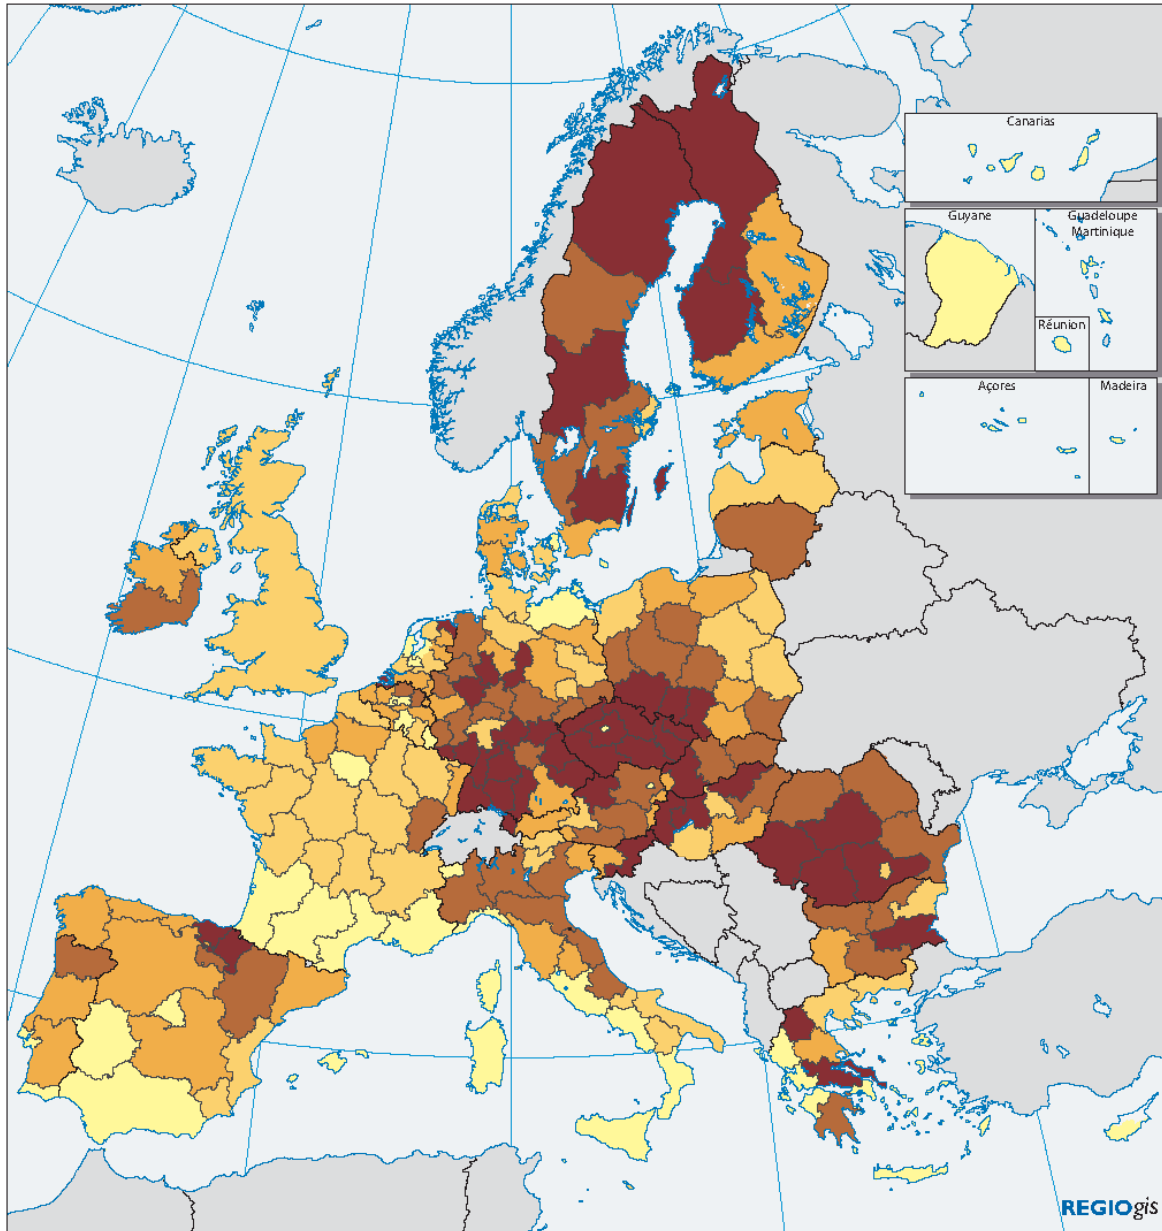 Canarias
Guyane
Guadeloupe
Martinique
Réunion
Açores
Madeira
REGIOgis